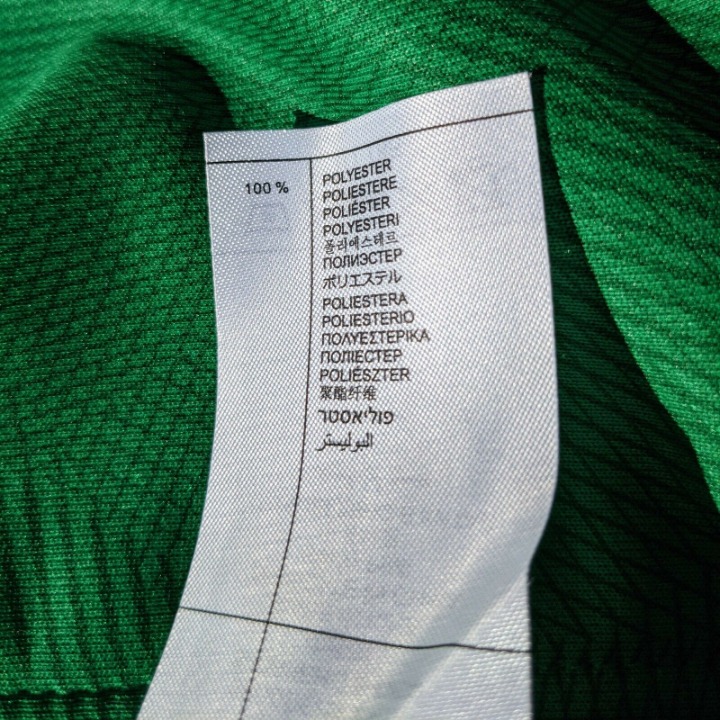 100 %
POLYESTER
POLIESTERE
POLIÉSTER
POLYESTERI
폴리에스테르
ПОЛИЭСТЕР
ポリエステル
POLIESTERA
POLIESTERIO
ΠΟΛΥΕΣΤΕΡΙΚΑ
ПОЛІЕСТЕР
POLIÉSZTER
聚酯纤维
פוליאסטר
البوليستر